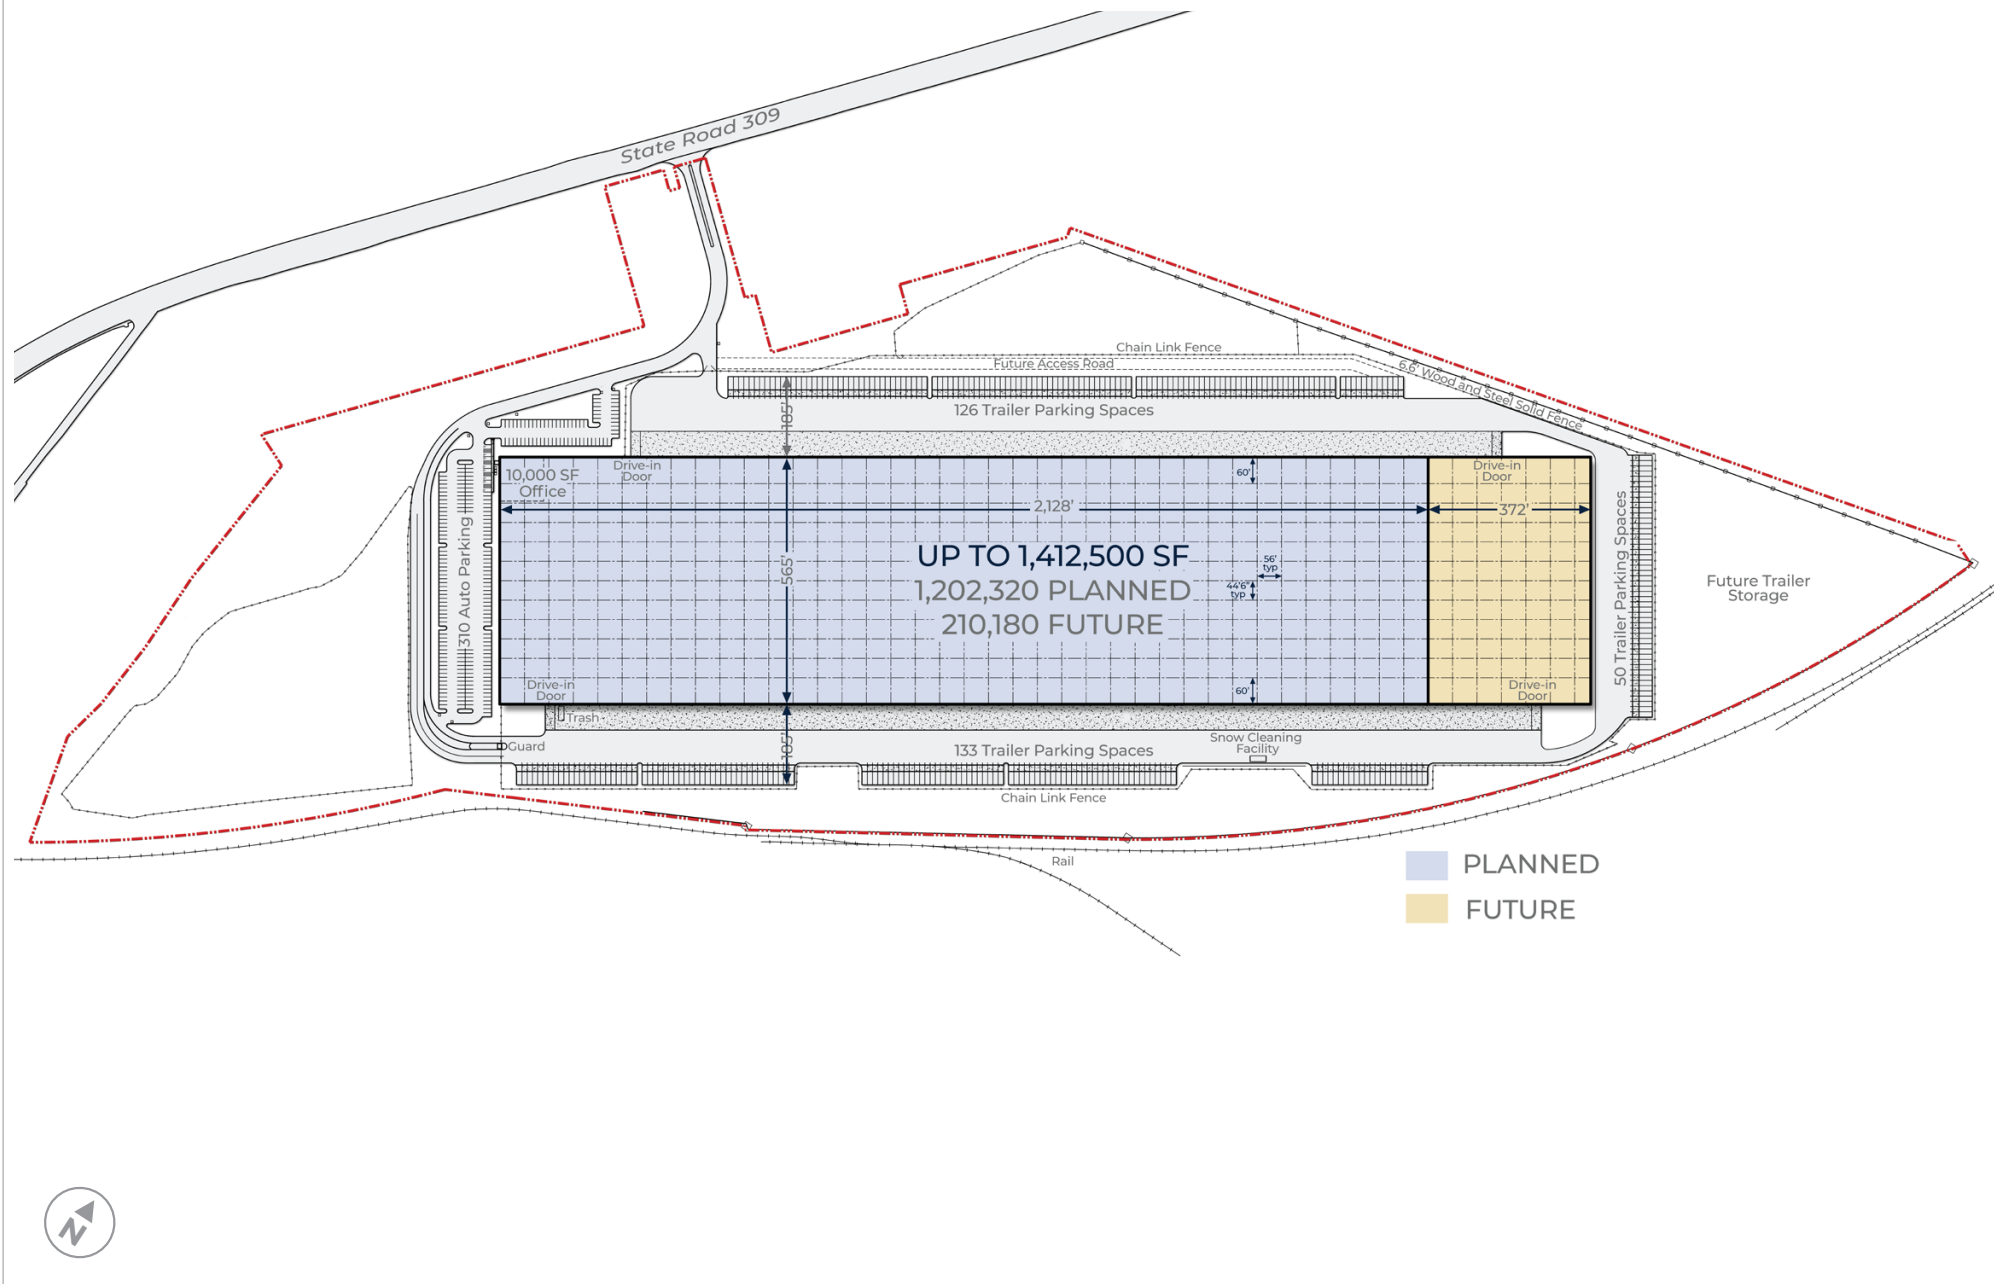 State Road 309
Chain Link Fence
Future Access Road
6.6' Wood and Steel Solid Fence
185'
126 Trailer Parking Spaces
10,000 SF
Office
Drive-in
Door
60'
Drive-in
Door
2,128'
372'
310 Auto Parking
565'
UP TO 1,412,500 SF
1,202,320 PLANNED
210,180 FUTURE
56'
typ
44'6"
typ
50 Trailer Parking Spaces
Future Trailer
Storage
Drive-in
Door
60'
Drive-in
Door
Trash
Guard
133 Trailer Parking Spaces
Snow Cleaning
Facility
Chain Link Fence
Rail
PLANNED
FUTURE
N